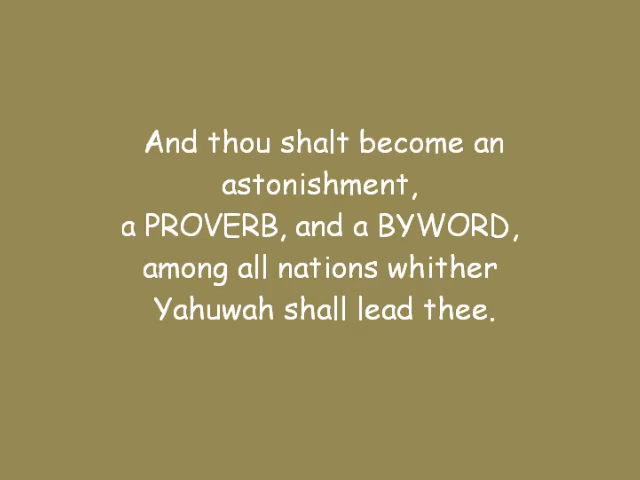 And thou shalt become an
astonishment,
a PROVERB, and a BYWORD,
among all nations whither
Yahuwah shall lead thee.